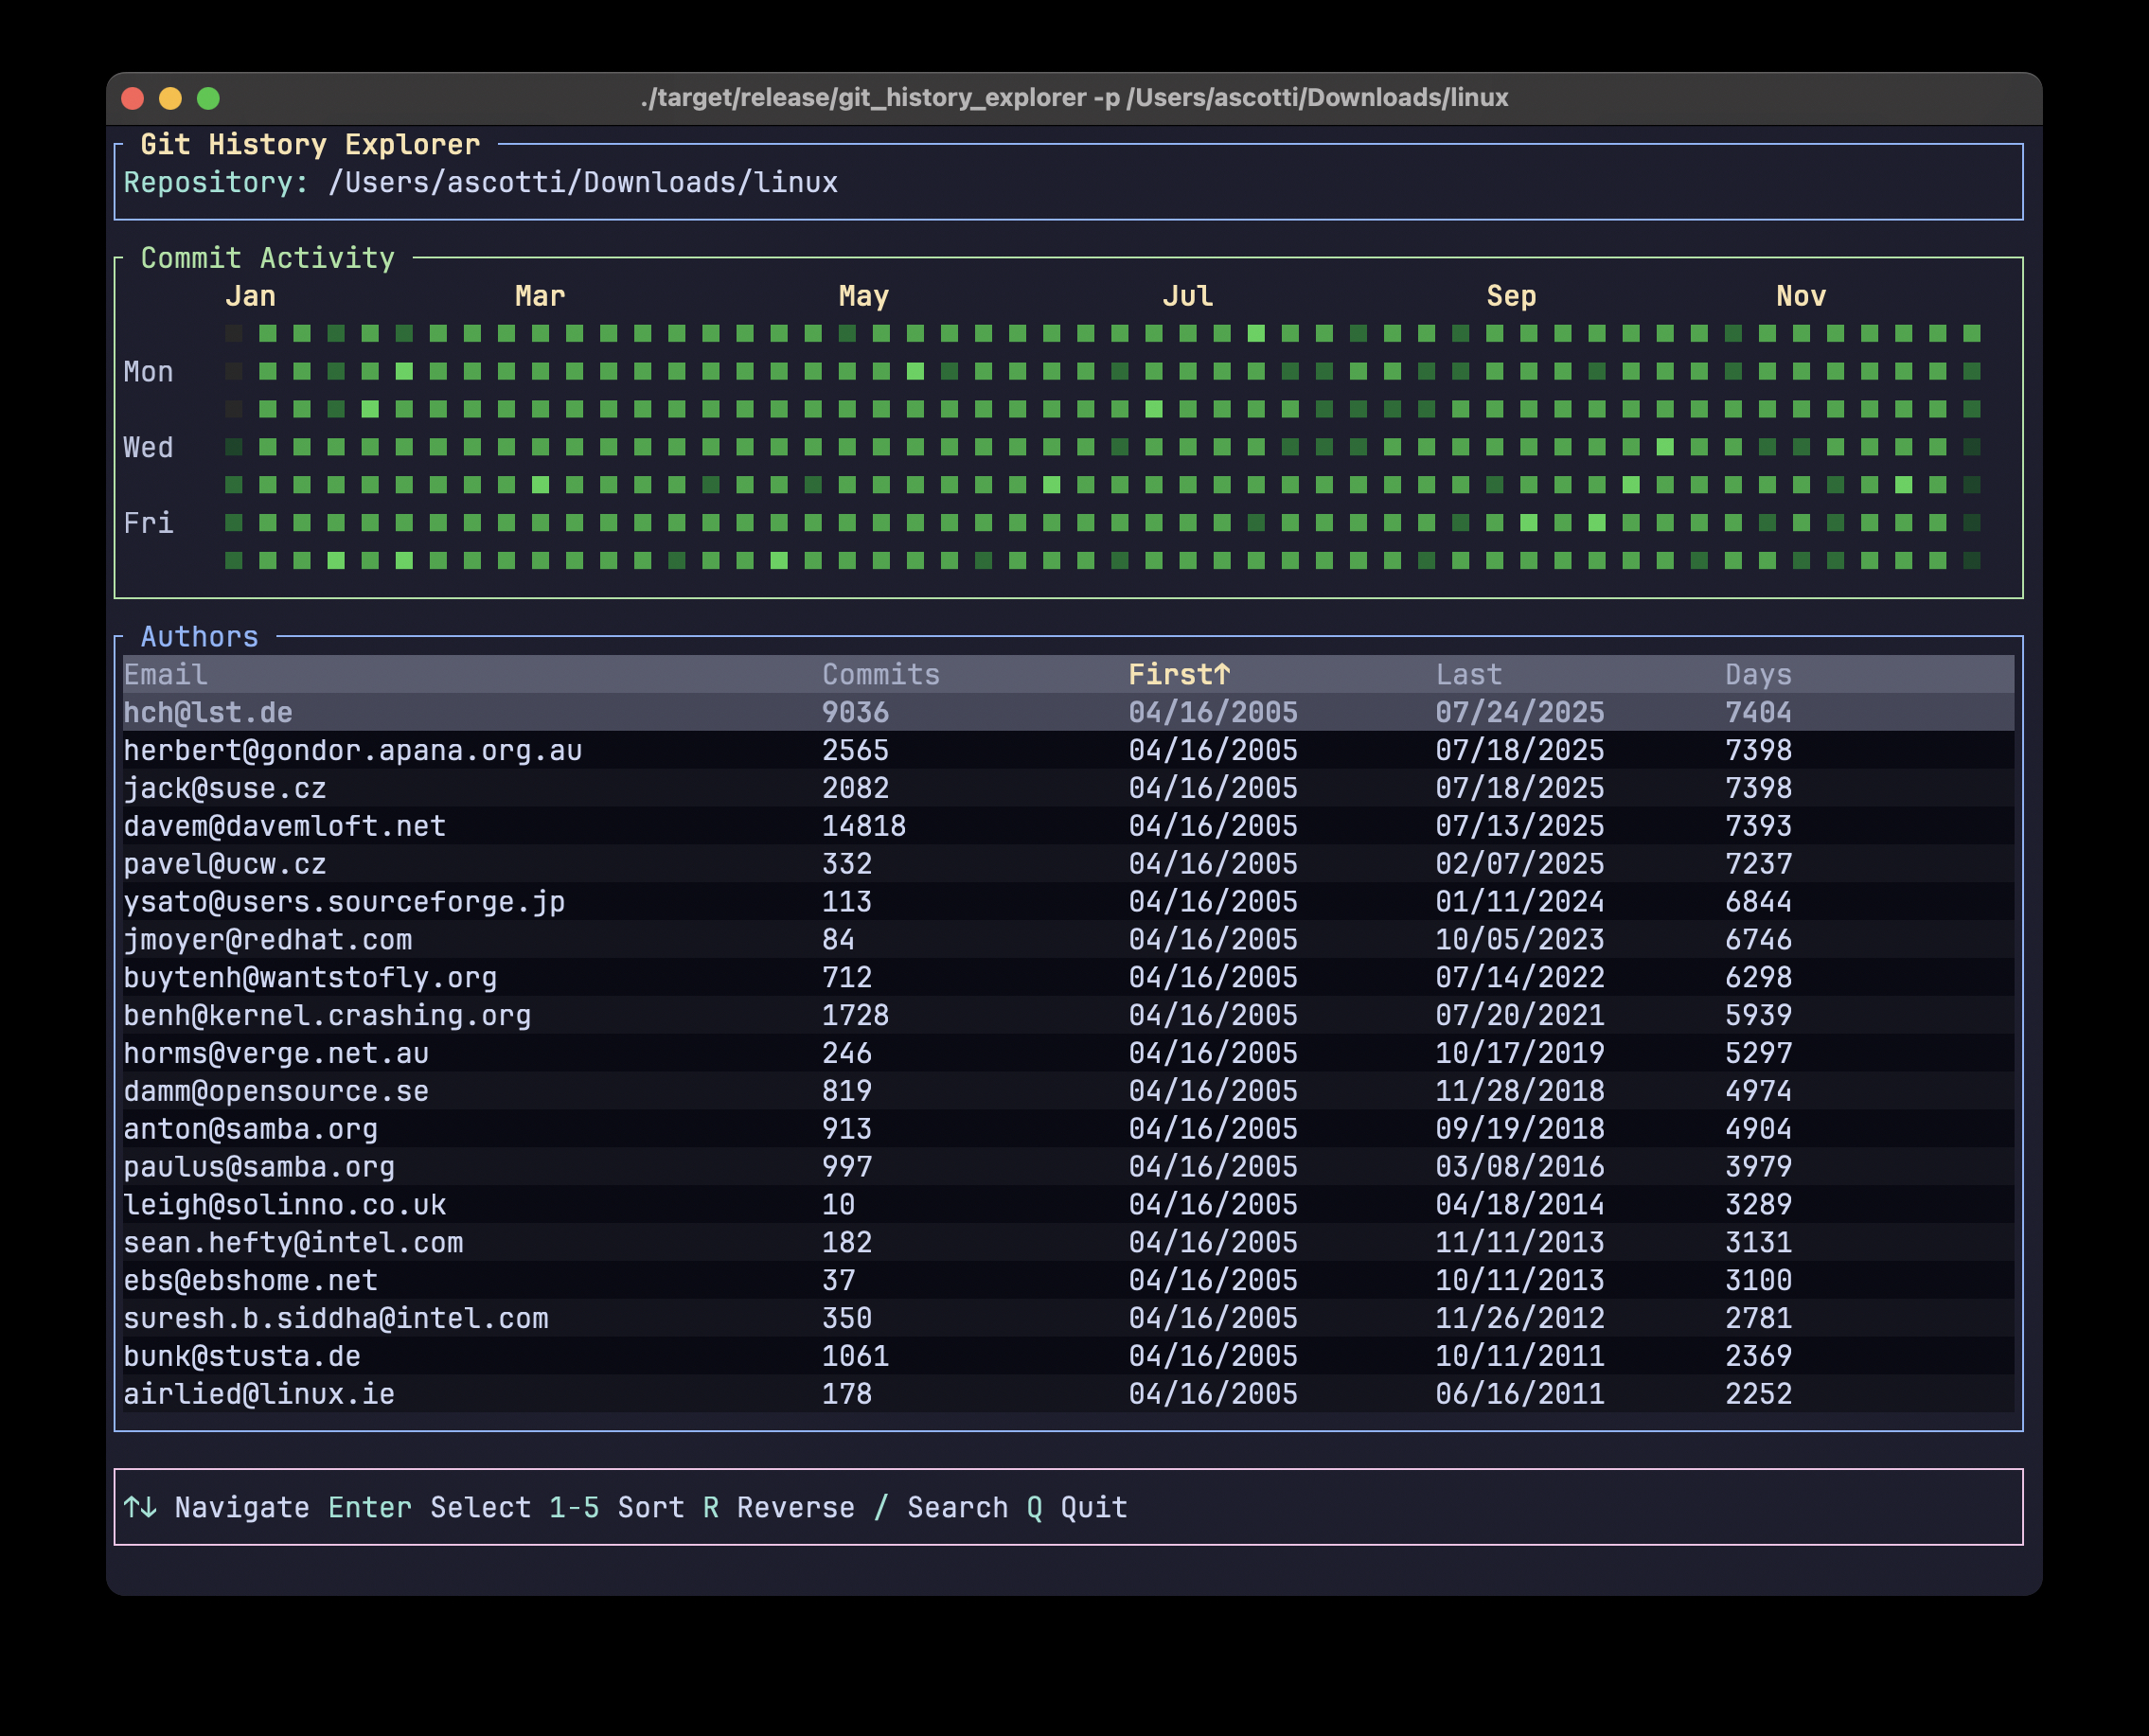 ./target/release/git_history_explorer -p /Users/ascotti/Downloads/linux
Git History Explorer
Repository: /Users/ascotti/Downloads/linux
Commit Activity
Jan Mar May Jul Sep Nov
Mon
Wed
Fri
Authors
Email Commits First↑ Last Days
hch@lst.de 9036 04/16/2005 07/24/2025 7404
herbert@gondor.apana.org.au 2565 04/16/2005 07/18/2025 7398
jack@suse.cz 2082 04/16/2005 07/18/2025 7398
davem@davemloft.net 14818 04/16/2005 07/13/2025 7393
pavel@ucw.cz 332 04/16/2005 02/07/2025 7237
ysato@users.sourceforge.jp 113 04/16/2005 01/11/2024 6844
jmoyer@redhat.com 84 04/16/2005 10/05/2023 6746
buytenh@wantstofly.org 712 04/16/2005 07/14/2022 6298
benh@kernel.crashing.org 1728 04/16/2005 07/20/2021 5939
horms@verge.net.au 246 04/16/2005 10/17/2019 5297
damm@opensource.se 819 04/16/2005 11/28/2018 4974
anton@samba.org 913 04/16/2005 09/19/2018 4904
paulus@samba.org 997 04/16/2005 03/08/2016 3979
leigh@solinno.co.uk 10 04/16/2005 04/18/2014 3289
sean.hefty@intel.com 182 04/16/2005 11/11/2013 3131
ebs@ebshome.net 37 04/16/2005 10/11/2013 3100
suresh.b.siddha@intel.com 350 04/16/2005 11/26/2012 2781
bunk@stusta.de 1061 04/16/2005 10/11/2011 2369
airlied@linux.ie 178 04/16/2005 06/16/2011 2252
↑↓ Navigate Enter Select 1-5 Sort R Reverse / Search Q Quit